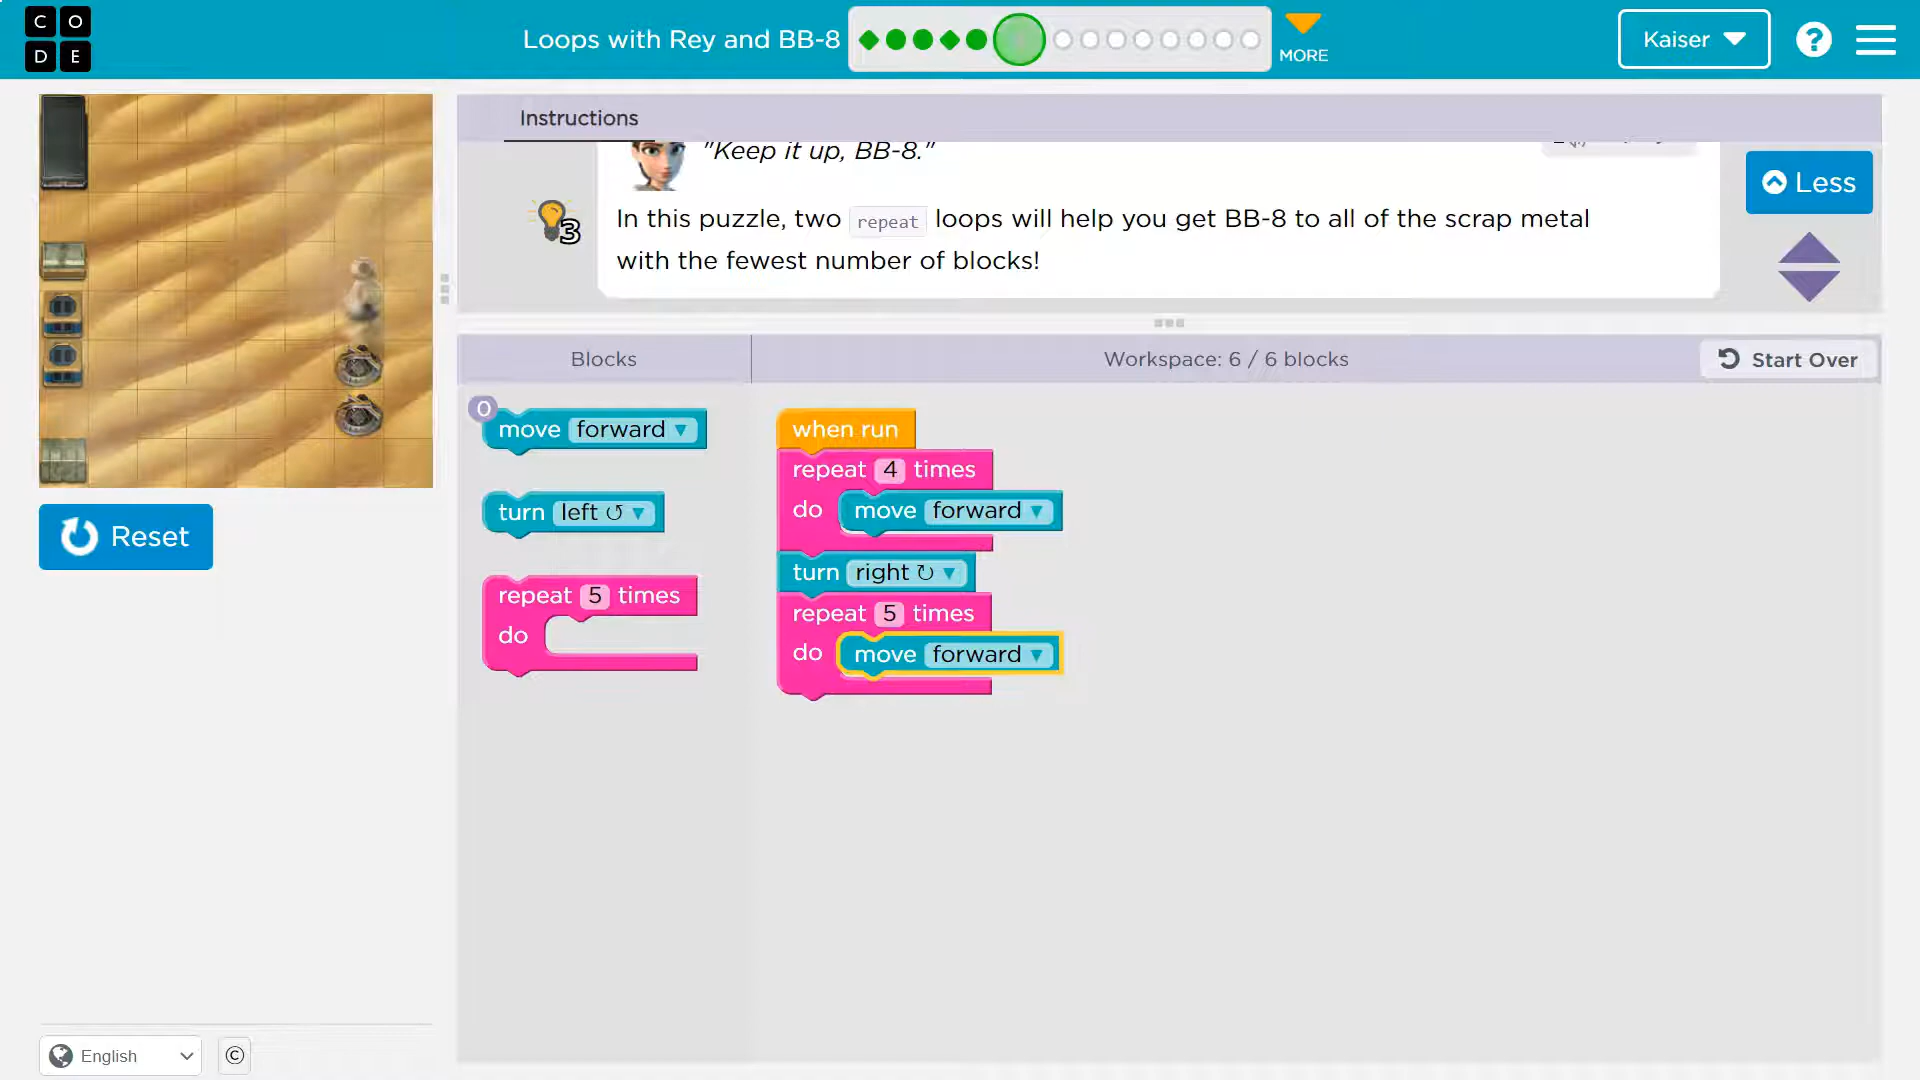 C O
D E
Loops with Rey and BB-8
MORE
Kaiser
?
Instructions
"Keep it up, BB-8."
3
In this puzzle, two repeat loops will help you get BB-8 to all of the scrap metal
with the fewest number of blocks!
Less
Blocks
Workspace: 6 / 6 blocks
Start Over
0
move forward
turn left
repeat 5 times
do
when run
repeat 4 times
do move forward
turn right
repeat 5 times
do move forward
Reset
English
©